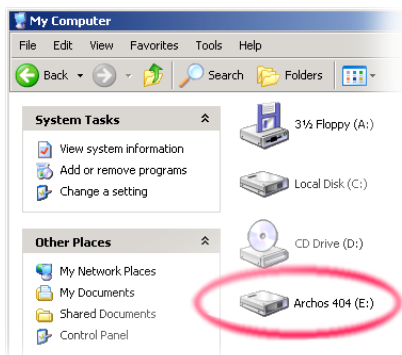 My Computer
File Edit View Favorites Tools Help
Back Search Folders
System Tasks
View system information
Add or remove programs
Change a setting
Other Places
My Network Places
My Documents
Shared Documents
Control Panel
3½ Floppy (A:)
Local Disk (C:)
CD Drive (D:)
Archos 404 (E:)